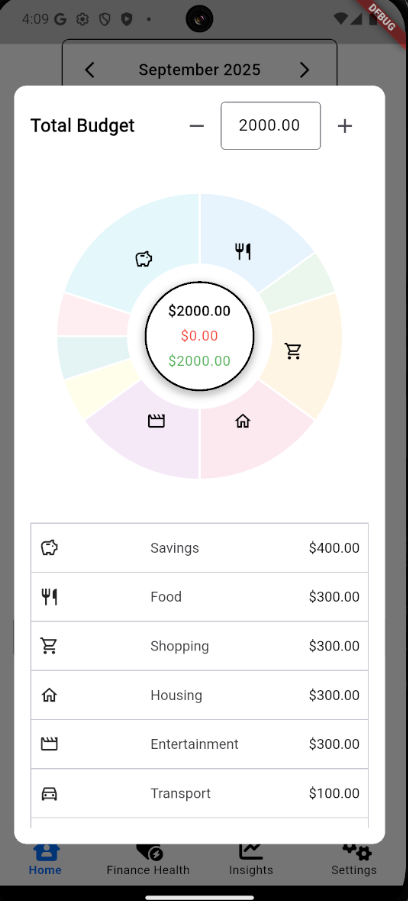 4:09 G
DEBUG
September 2025
Total Budget − 2000.00 +
$2000.00
$0.00
$2000.00
Savings $400.00
Food $300.00
Shopping $300.00
Housing $300.00
Entertainment $300.00
Transport $100.00
Home Finance Health Insights Settings